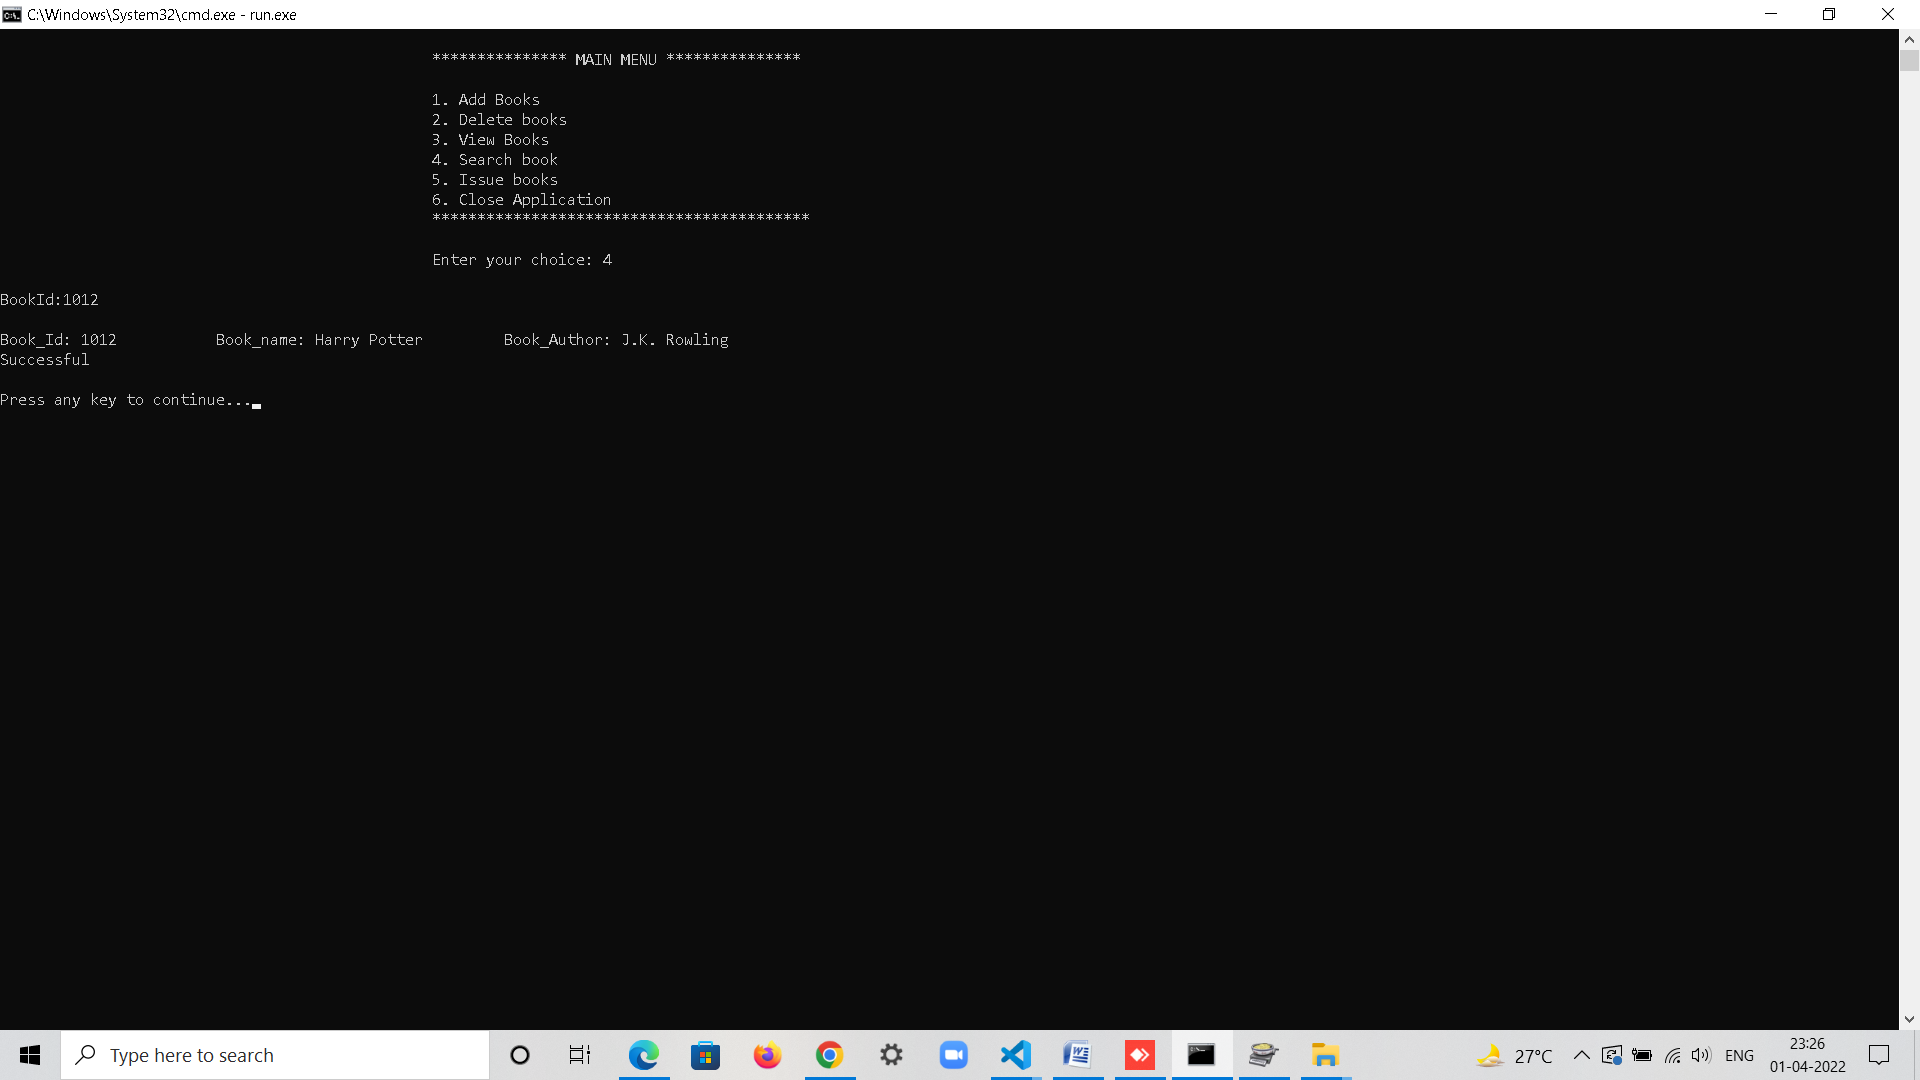 C:\Windows\System32\cmd.exe - run.exe
*************** MAIN MENU ***************
1. Add Books
2. Delete books
3. View Books
4. Search book
5. Issue books
6. Close Application
******************************************
Enter your choice: 4
BookId:1012
Book_Id: 1012 Book_name: Harry Potter Book_Author: J.K. Rowling
Successful
Press any key to continue...
Type here to search
27°C ENG 23:26
01-04-2022